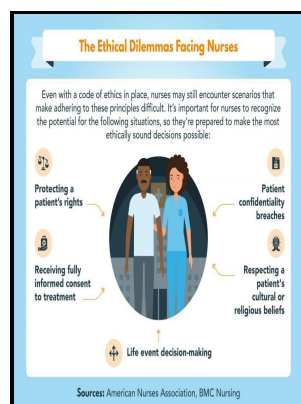 The Ethical Dilemmas Facing Nurses
Even with a code of ethics in place, nurses may still encounter scenarios that
make adhering to these principles difficult. It's important for nurses to recognize
the potential for the following situations, so they're prepared to make the most
ethically sound decisions possible:
Protecting a
patient's rights
Patient
confidentiality
breaches
Receiving fully
informed consent
to treatment
Respecting a
patient's
cultural or
religious beliefs
Life event decision-making
Sources: American Nurses Association, BMC Nursing